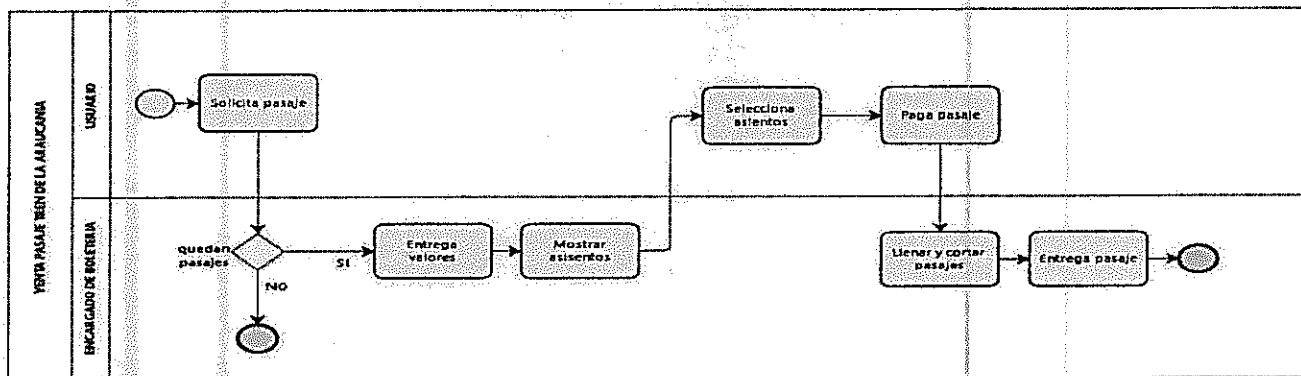 VENTA PASAJE TREN DE LA ARAUCANIA
USUARIO
Solicita pasaje
Selecciona
asientos
Paga pasaje
ENCARGADO DE BOLETERIA
quedan
pasajes
SI
No
Entrega
valores
Mostrar
asisentos
Llenar y cortar
pasajes
Entrega pasaje